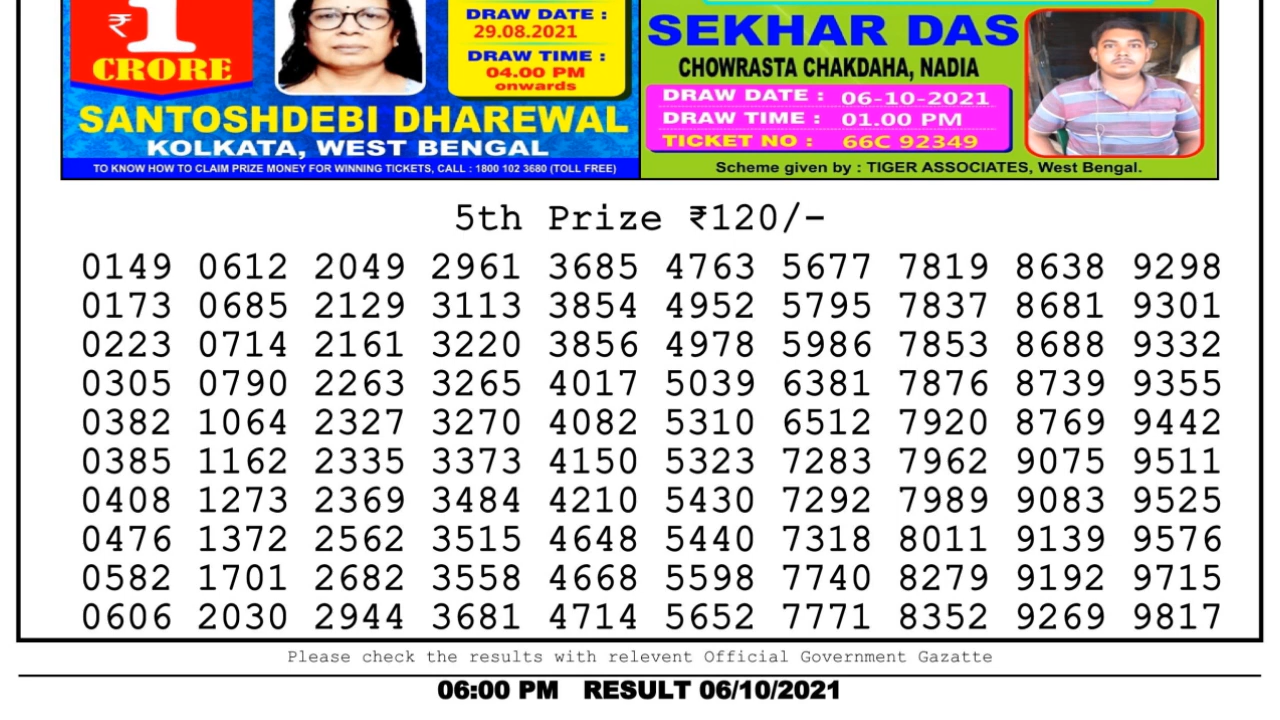 ₹1
CRORE
DRAW DATE :
29.08.2021
DRAW TIME :
04.00 PM
onwards
SANTOSHDEBI DHAREWAL
KOLKATA, WEST BENGAL
TO KNOW HOW TO CLAIM PRIZE MONEY FOR WINNING TICKETS, CALL : 1800 102 3680 (TOLL FREE)
SEKHAR DAS
CHOWRASTA CHAKDAHA, NADIA
DRAW DATE : 06-10-2021
DRAW TIME : 01.00 PM
TICKET NO : 66C 92349
Scheme given by : TIGER ASSOCIATES, West Bengal.
5th Prize ₹120/-
0149 0612 2049 2961 3685 4763 5677 7819 8638 9298
0173 0685 2129 3113 3854 4952 5795 7837 8681 9301
0223 0714 2161 3220 3856 4978 5986 7853 8688 9332
0305 0790 2263 3265 4017 5039 6381 7876 8739 9355
0382 1064 2327 3270 4082 5310 6512 7920 8769 9442
0385 1162 2335 3373 4150 5323 7283 7962 9075 9511
0408 1273 2369 3484 4210 5430 7292 7989 9083 9525
0476 1372 2562 3515 4648 5440 7318 8011 9139 9576
0582 1701 2682 3558 4668 5598 7740 8279 9192 9715
0606 2030 2944 3681 4714 5652 7771 8352 9269 9817
Please check the results with relevent Official Government Gazatte
06:00 PM RESULT 06/10/2021